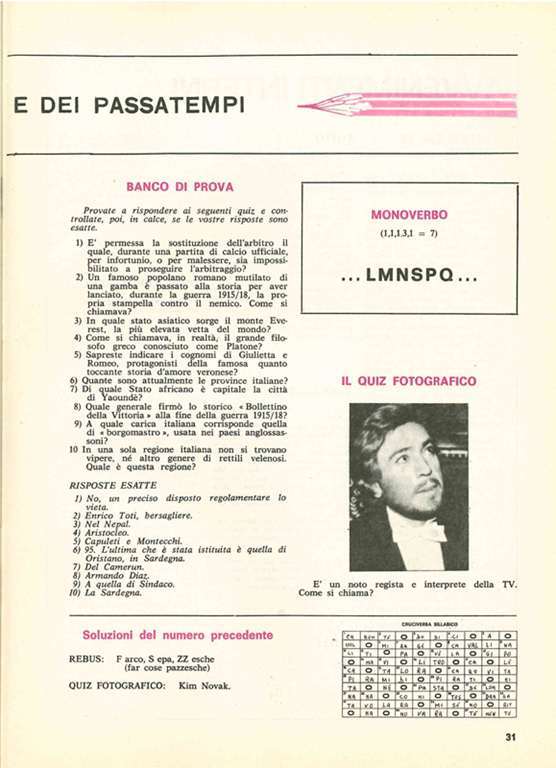 E DEI PASSATEMPI
BANCO DI PROVA
Provate a rispondere ai seguenti quiz e con-
trollate, poi, in calce, se le vostre risposte sono
esatte.
1) E' permessa la sostituzione dell'arbitro il
quale, durante una partita di calcio ufficiale,
per infortunio, o per malessere, sia impossi-
bilitato a proseguire l'arbitraggio?
2) Un famoso popolano romano mutilato di
una gamba è passato alla storia per aver
lanciato, durante la guerra 1915/18, la pro-
pria stampella contro il nemico. Come si
chiamava?
3) In quale stato asiatico sorge il monte Eve-
rest, la più elevata vetta del mondo?
4) Come si chiamava, in realtà, il grande filo-
sofo greco conosciuto come Platone?
5) Sapreste indicare i cognomi di Giulietta e
Romeo, protagonisti della famosa quanto
toccante storia d'amore veronese?
6) Quante sono attualmente le province italiane?
7) Di quale Stato africano è capitale la città
di Yaoundè?
8) Quale generale firmò lo storico «Bollettino
della Vittoria» alla fine della guerra 1915/18?
9) A quale carica italiana corrisponde quella
di «borgomastro», usata nei paesi anglossas-
soni?
10 In una sola regione italiana non si trovano
vipere, né altro genere di rettili velenosi.
Quale è questa regione?
RISPOSTE ESATTE
1) No, un preciso disposto regolamentare lo
vieta.
2) Enrico Toti, bersagliere.
3) Nel Nepal.
4) Aristocleo.
5) Capuleti e Montecchi.
6) 95. L'ultima che è stata istituita è quella di
Oristano, in Sardegna.
7) Del Camerun.
8) Armando Diaz.
9) A quella di Sindaco.
10) La Sardegna.
MONOVERBO
(1,1,1.3,1 = 7)
...LMNSPQ...
IL QUIZ FOTOGRAFICO
E' un noto regista e interprete della TV.
Come si chiama?
Soluzioni del numero precedente
REBUS: F arco, S epa, ZZ esche
(far cose pazzesche)
QUIZ FOTOGRAFICO: Kim Novak.
CRUCIVERBA SILLABICO
31